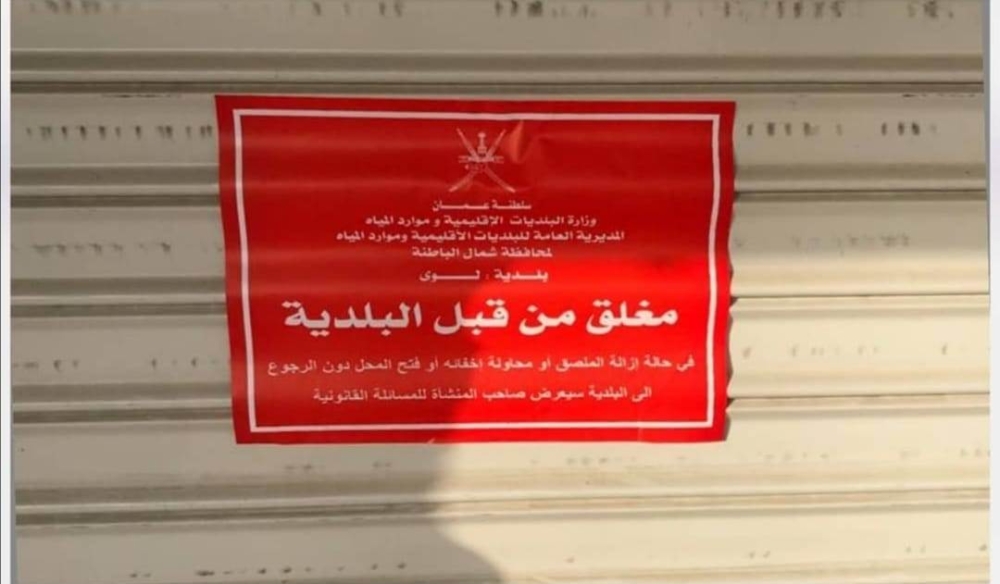 سلطنة عمان
وزارة البلديات الإقليمية و موارد المياه
المديرية العامة للبلديات الأقليمية وموارد المياه
لمحافظة شمال الباطنة
بلدية : لوى
مغلق من قبل البلدية
في حالة إزالة الملصق أو محاولة إخفائه أو فتح المحل دون الرجوع
الى البلدية سيعرض صاحب المنشأة للمسائلة القانونية